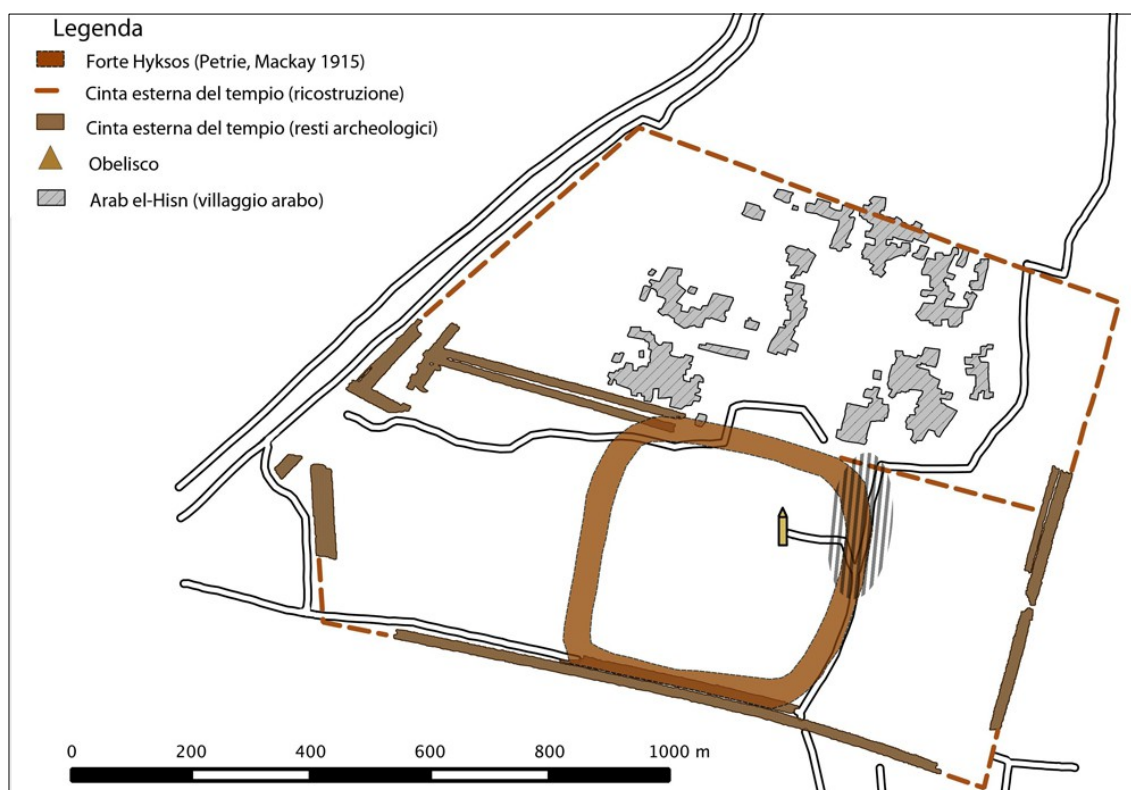 Legenda
Forte Hyksos (Petrie, Mackay 1915)
Cinta esterna del tempio (ricostruzione)
Cinta esterna del tempio (resti archeologici)
Obelisco
Arab el-Hisn (villaggio arabo)
0 200 400 600 800 1000 m